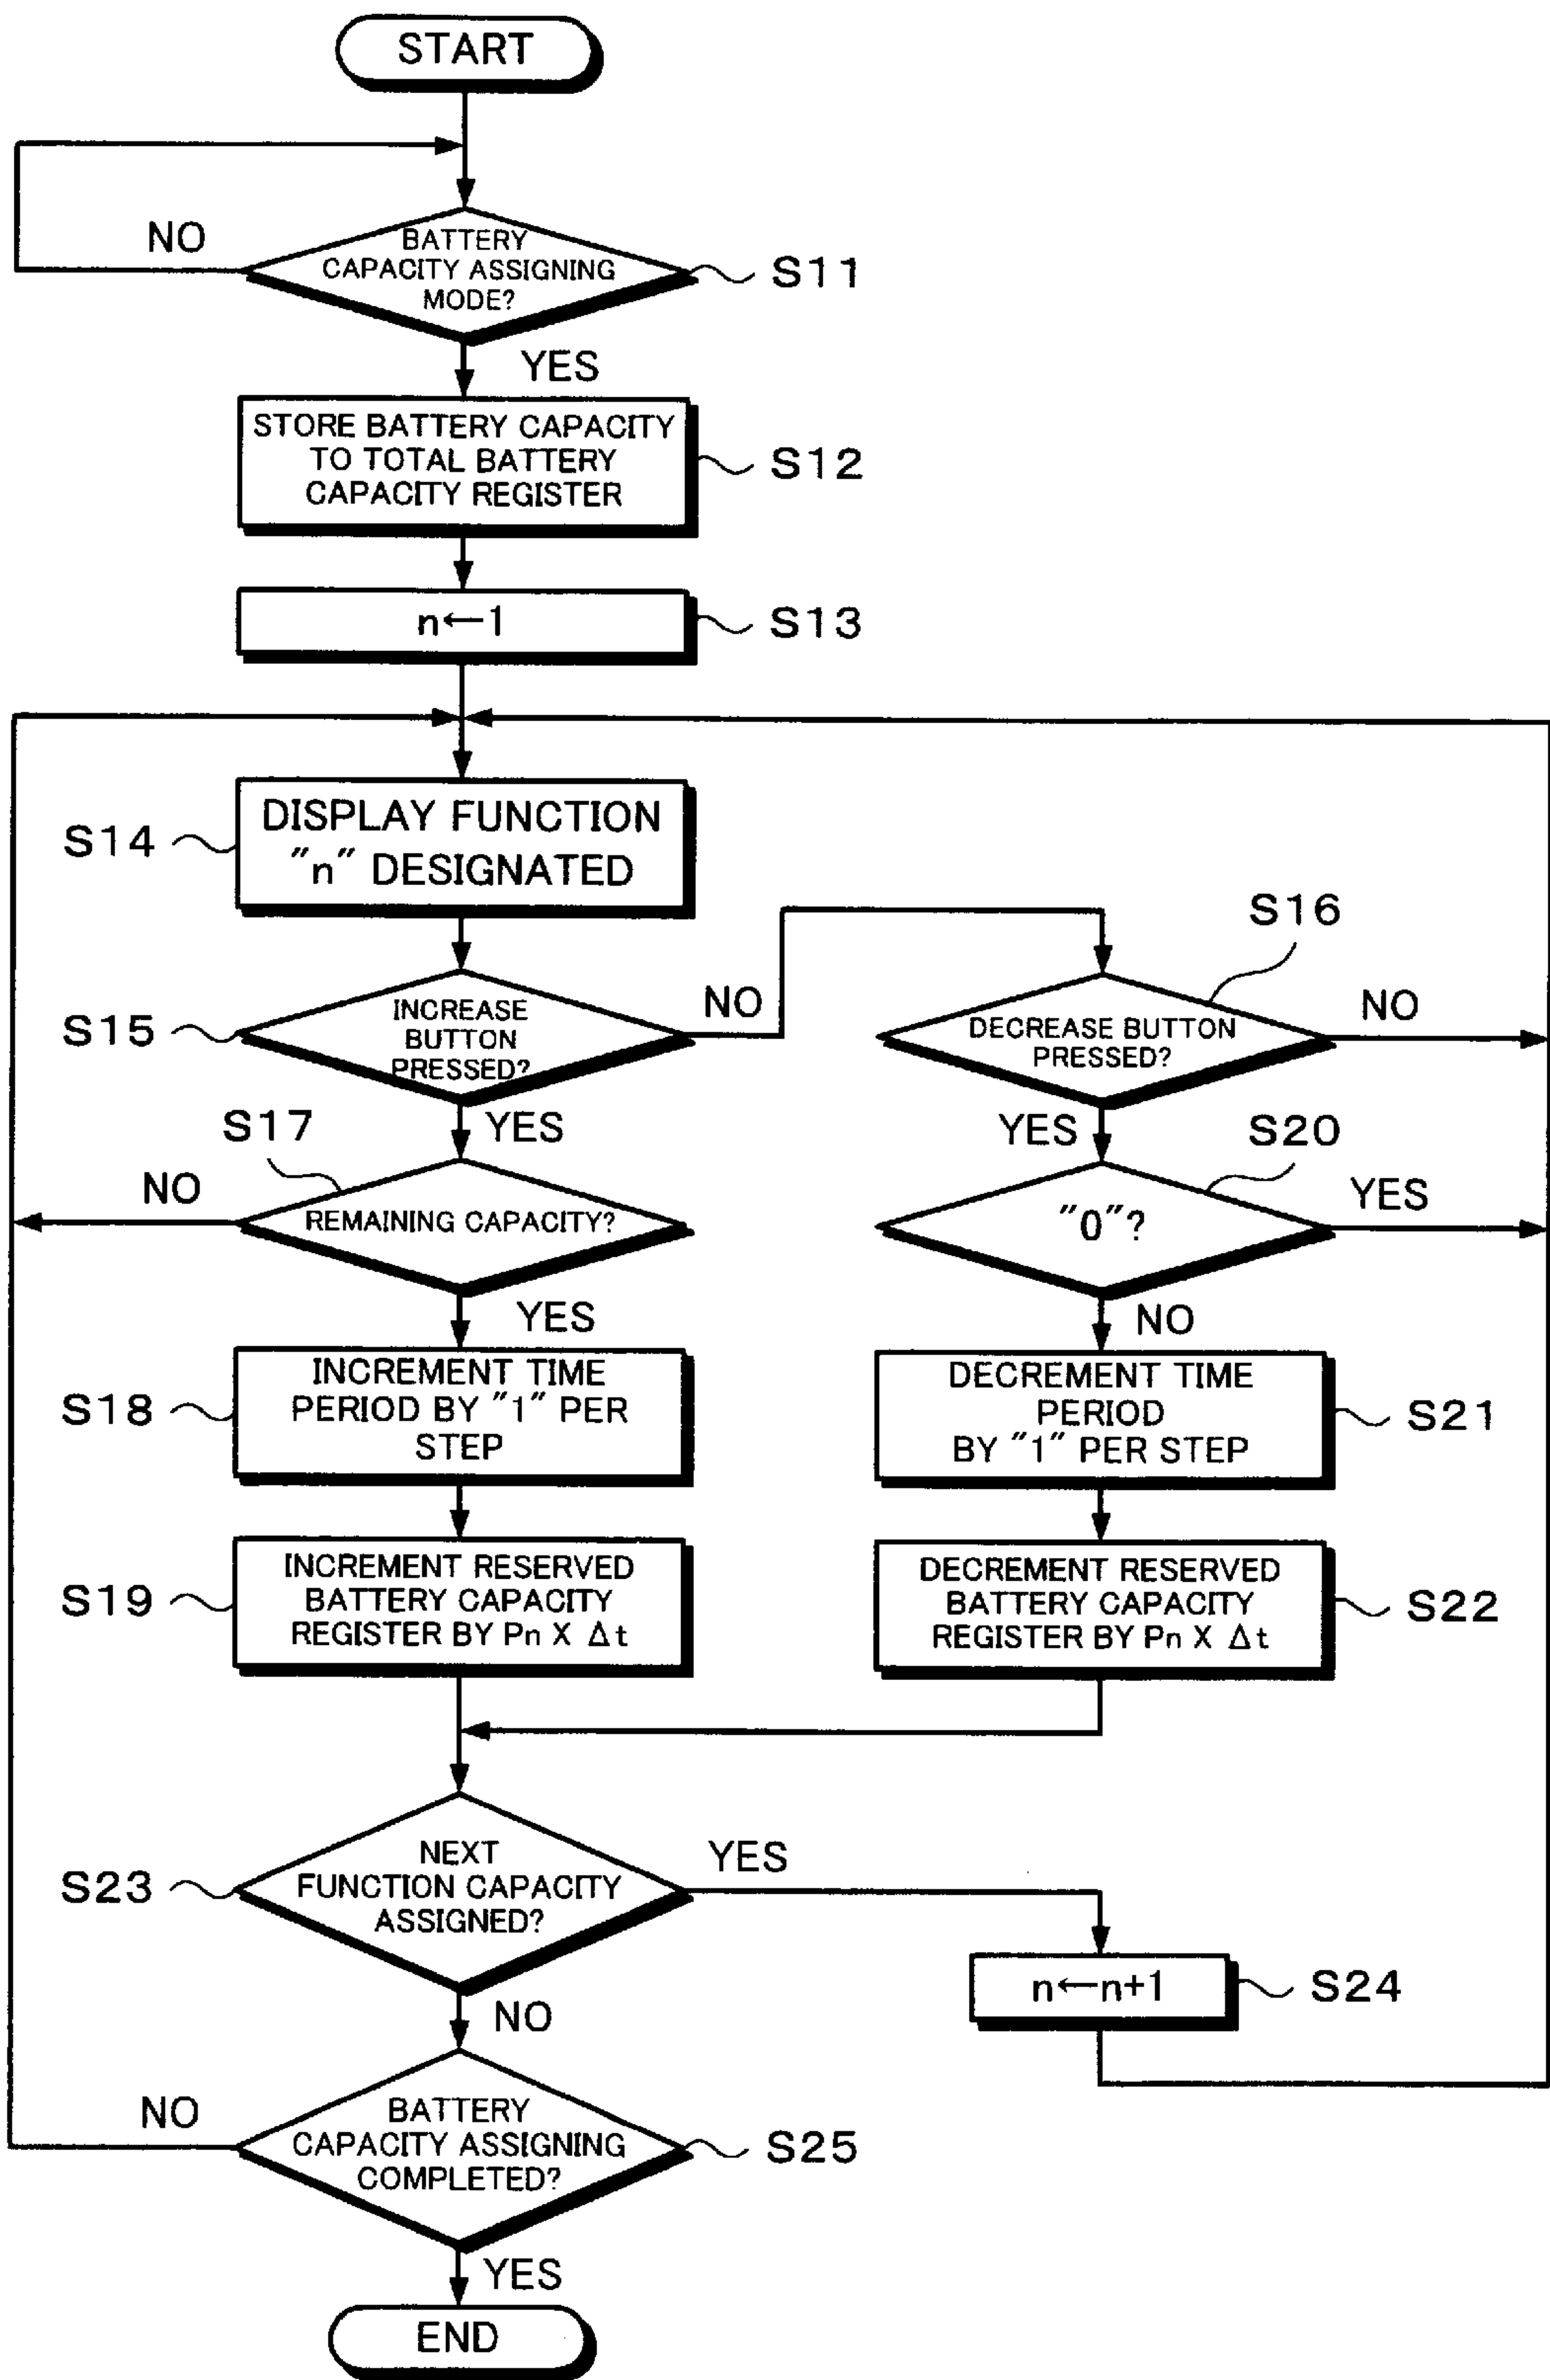 START
NO
BATTERY
CAPACITY ASSIGNING
MODE?
S11
YES
STORE BATTERY CAPACITY
TO TOTAL BATTERY
CAPACITY REGISTER
S12
n←1
S13
S14
DISPLAY FUNCTION
"n" DESIGNATED
S15
INCREASE
BUTTON
PRESSED?
NO
S16
DECREASE BUTTON
PRESSED?
NO
S17
YES
YES
S20
NO
REMAINING CAPACITY?
"0"?
YES
YES
NO
S18
INCREMENT TIME
PERIOD BY "1" PER
STEP
DECREMENT TIME
PERIOD
BY "1" PER STEP
S21
S19
INCREMENT RESERVED
BATTERY CAPACITY
REGISTER BY Pn X Δt
DECREMENT RESERVED
BATTERY CAPACITY
REGISTER BY Pn X Δt
S22
S23
NEXT
FUNCTION CAPACITY
ASSIGNED?
YES
n←n+1
S24
NO
NO
BATTERY
CAPACITY ASSIGNING
COMPLETED?
S25
YES
END